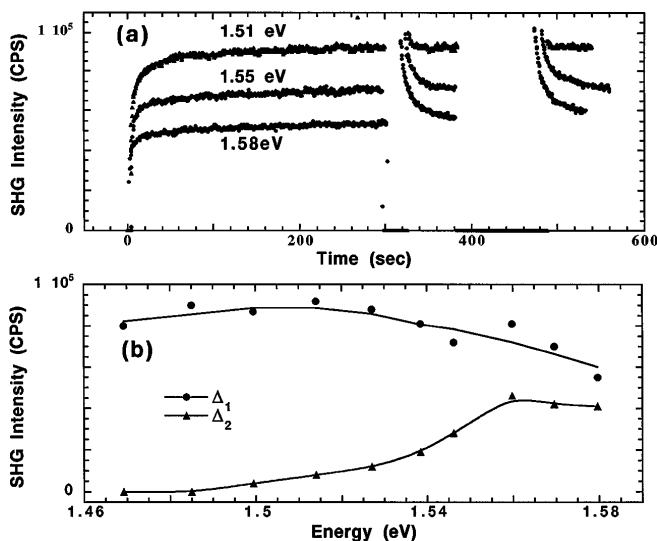 (a)
1 10⁵
1.51 eV
1.55 eV
1.58eV
SHG Intensity (CPS)
0
0 200 400 600
Time (sec)
1 10⁵
(b)
Δ₁
Δ₂
SHG Intensity (CPS)
0
1.46 1.5 1.54 1.58
Energy (eV)